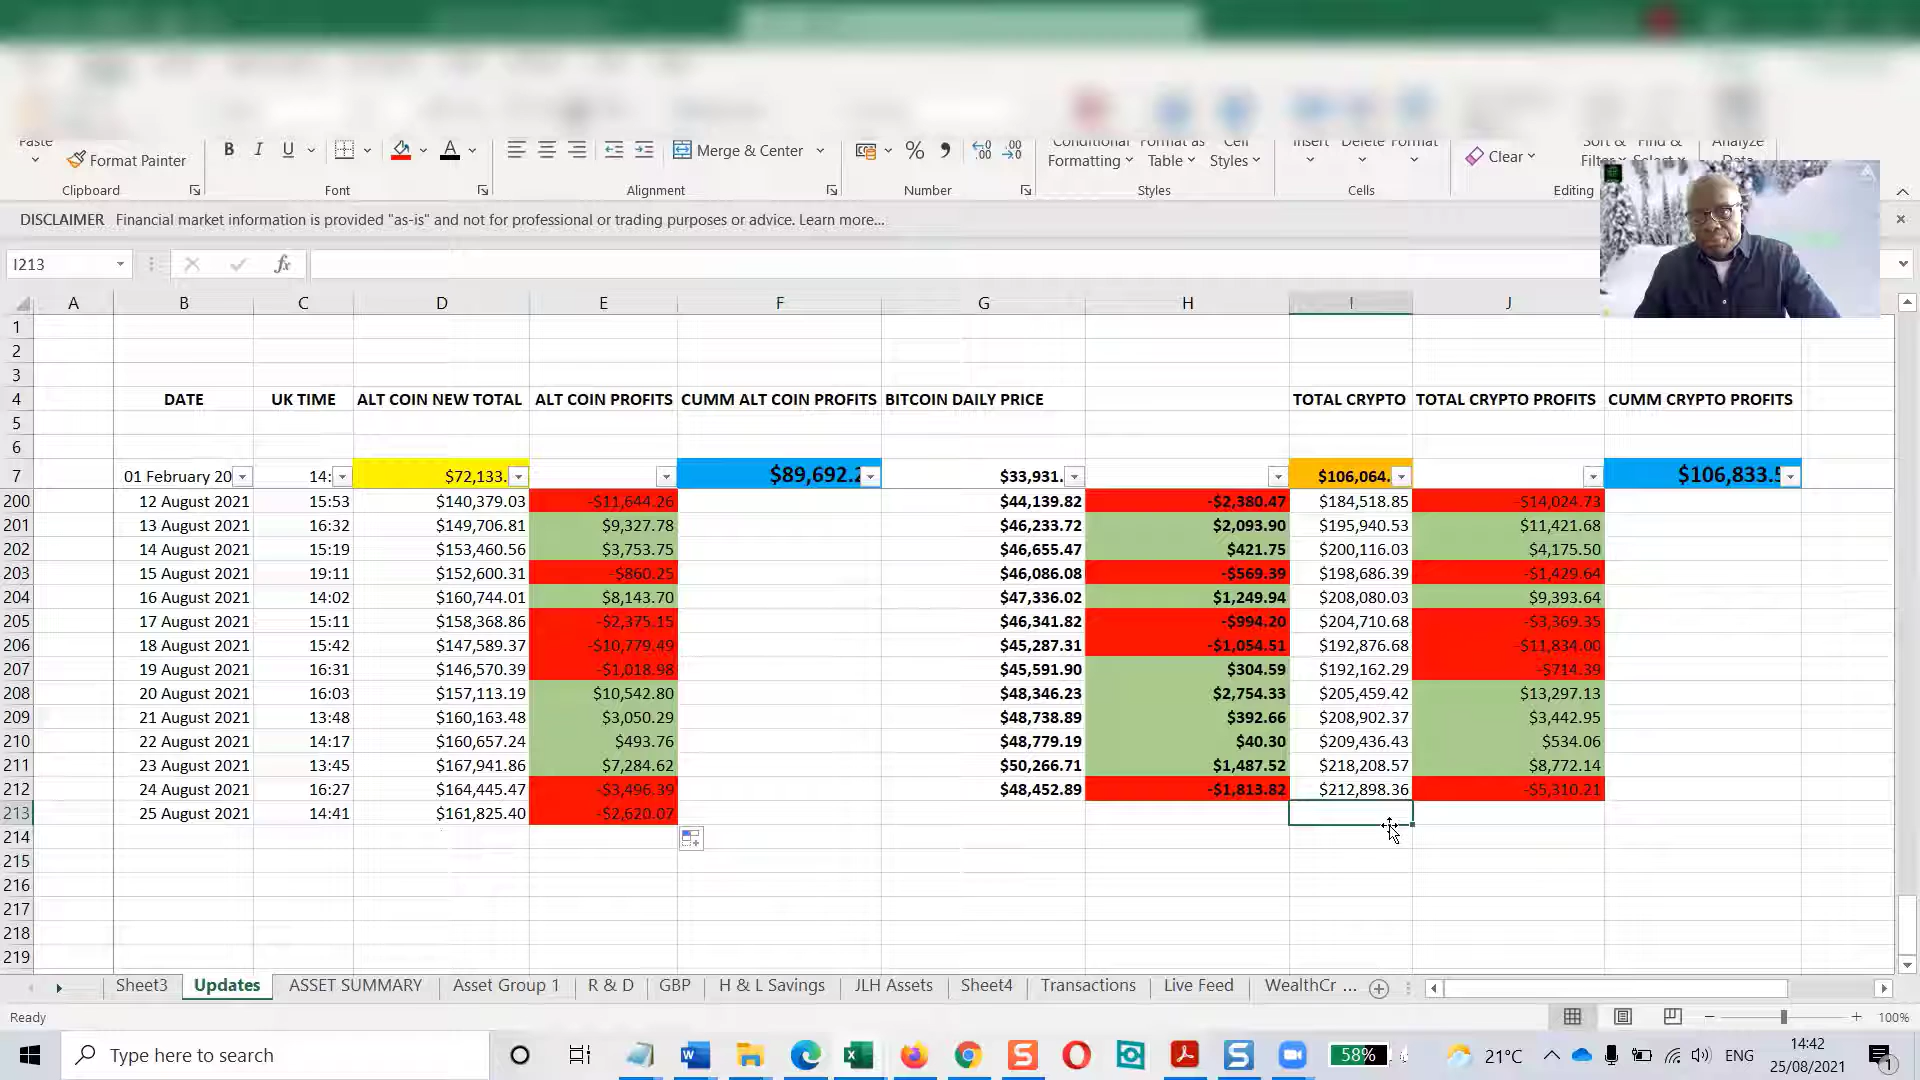 Paste
Format Painter
B I U A
Merge & Center
%
Conditional Formatting
Format as Table
Cell Styles
Insert Delete Format
Clear
Sort & Filter
Find & Select
Analyze Data
Clipboard Font Alignment Number Styles Cells Editing
DISCLAIMER Financial market information is provided "as-is" and not for professional or trading purposes or advice. Learn more...
I213 fx
A B C D E F G H I J
1
2
3
4 DATE UK TIME ALT COIN NEW TOTAL ALT COIN PROFITS CUMM ALT COIN PROFITS BITCOIN DAILY PRICE TOTAL CRYPTO TOTAL CRYPTO PROFITS CUMM CRYPTO PROFITS
5
6
7 01 February 20 14: $72,133. $89,692.2 $33,931. $106,064. $106,833.5
200 12 August 2021 15:53 $140,379.03 -$11,644.26 $44,139.82 -$2,380.47 $184,518.85 -$14,024.73
201 13 August 2021 16:32 $149,706.81 $9,327.78 $46,233.72 $2,093.90 $195,940.53 $11,421.68
202 14 August 2021 15:19 $153,460.56 $3,753.75 $46,655.47 $421.75 $200,116.03 $4,175.50
203 15 August 2021 19:11 $152,600.31 -$860.25 $46,086.08 -$569.39 $198,686.39 -$1,429.64
204 16 August 2021 14:02 $160,744.01 $8,143.70 $47,336.02 $1,249.94 $208,080.03 $9,393.64
205 17 August 2021 15:11 $158,368.86 -$2,375.15 $46,341.82 -$994.20 $204,710.68 -$3,369.35
206 18 August 2021 15:42 $147,589.37 -$10,779.49 $45,287.31 -$1,054.51 $192,876.68 -$11,834.00
207 19 August 2021 16:31 $146,570.39 -$1,018.98 $45,591.90 $304.59 $192,162.29 -$714.39
208 20 August 2021 16:03 $157,113.19 $10,542.80 $48,346.23 $2,754.33 $205,459.42 $13,297.13
209 21 August 2021 13:48 $160,163.48 $3,050.29 $48,738.89 $392.66 $208,902.37 $3,442.95
210 22 August 2021 14:17 $160,657.24 $493.76 $48,779.19 $40.30 $209,436.43 $534.06
211 23 August 2021 13:45 $167,941.86 $7,284.62 $50,266.71 $1,487.52 $218,208.57 $8,772.14
212 24 August 2021 16:27 $164,445.47 -$3,496.39 $48,452.89 -$1,813.82 $212,898.36 -$5,310.21
213 25 August 2021 14:41 $161,825.40 -$2,620.07
214
215
216
217
218
219
Sheet3 Updates ASSET SUMMARY Asset Group 1 R & D GBP H & L Savings JLH Assets Sheet4 Transactions Live Feed WealthCr ...
Ready 100%
Type here to search 58% 21°C ENG 14:42
25/08/2021
1